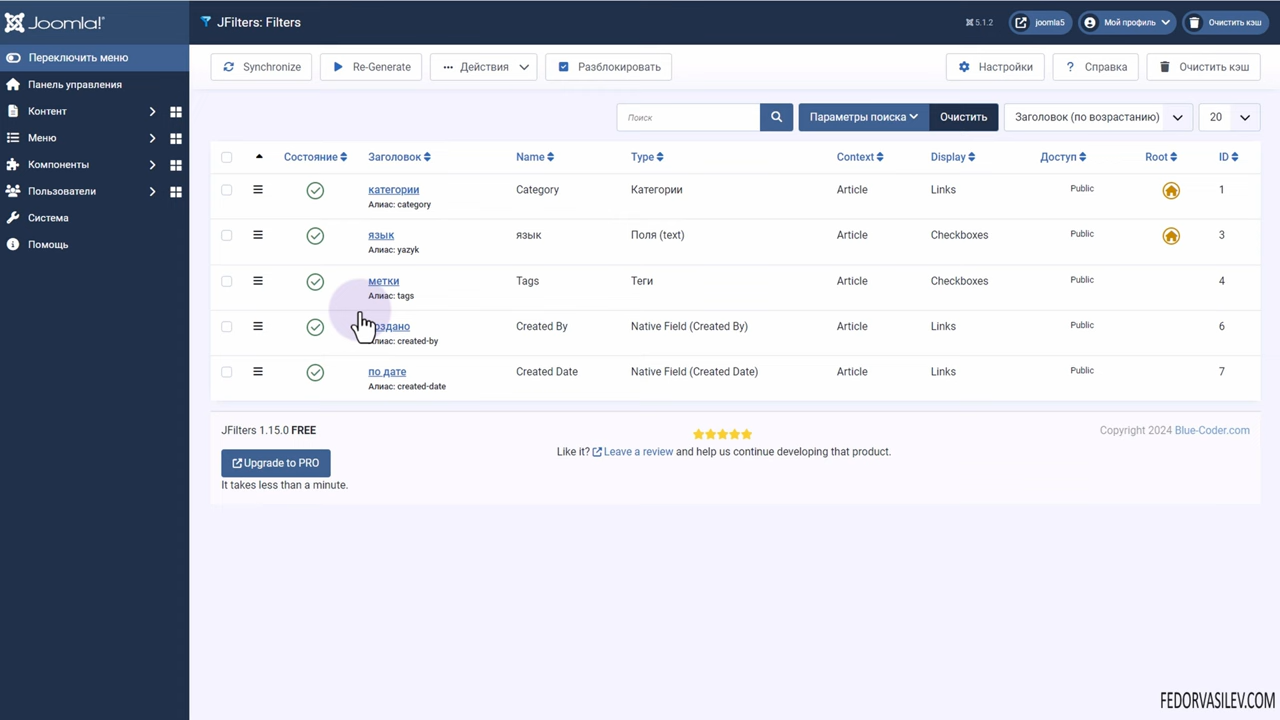 Joomla!
JFilters: Filters
5.1.2
joomla5
Мой профиль
Очистить кэш
Переключить меню
Панель управления
Контент
Меню
Компоненты
Пользователи
Система
Помощь
Synchronize
Re-Generate
Действия
Разблокировать
Настройки
Справка
Очистить кэш
Поиск
Параметры поиска
Очистить
Заголовок (по возрастанию)
20
Состояние Заголовок Name Type Context Display Доступ Root ID
категории Category Категории Article Links Public 1
Алиас: category
язык язык Поля (text) Article Checkboxes Public 3
Алиас: yazyk
метки Tags Теги Article Checkboxes Public 4
Алиас: tags
Created By Native Field (Created By) Article Links Public 6
created-by
по дате Created Date Native Field (Created Date) Article Links Public 7
Алиас: created-date
JFilters 1.15.0 FREE
Upgrade to PRO
It takes less than a minute.
Like it? Leave a review and help us continue developing that product.
Copyright 2024 Blue-Coder.com
FEDORVASILEV.COM